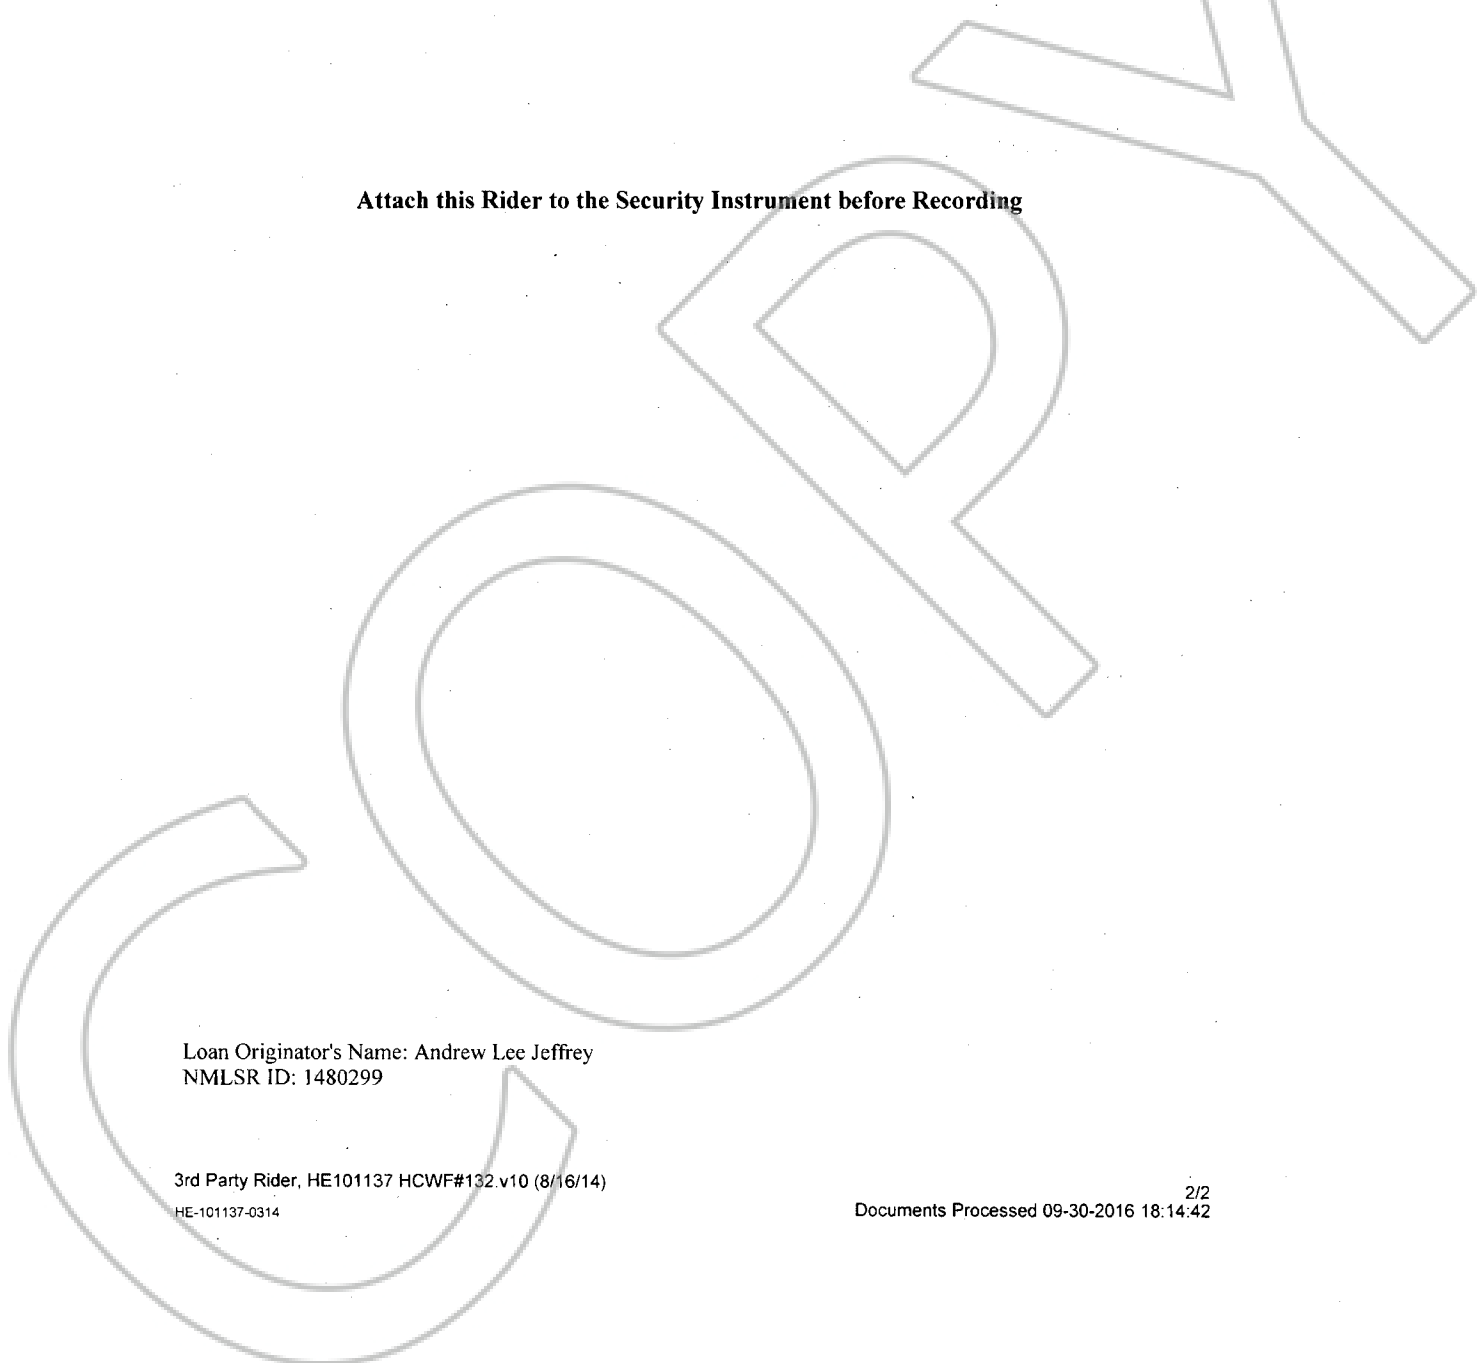 Attach this Rider to the Security Instrument before Recording
COPY
Loan Originator's Name: Andrew Lee Jeffrey
NMLSR ID: 1480299
3rd Party Rider, HE101137 HCWF#132.v10 (8/16/14)
HE-101137-0314
2/2
Documents Processed 09-30-2016 18:14:42